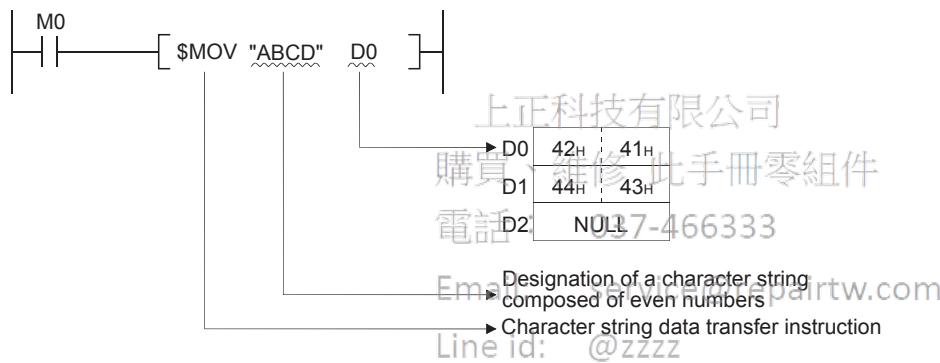 M0
$MOV "ABCD" D0
上正科技有限公司
D0 42H 41H
購買、維修 此手冊零組件
D1 44H 43H
電話: 037-466333
D2 NULL
Designation of a character string
Email: service@repairtw.com
composed of even numbers
Character string data transfer instruction
Line id: @zzzz